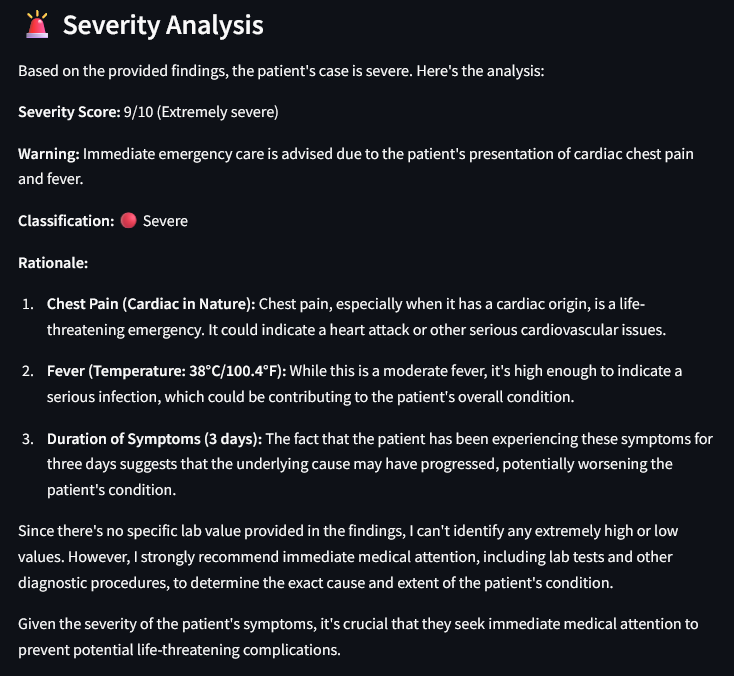 🚨 Severity Analysis
Based on the provided findings, the patient's case is severe. Here's the analysis:
Severity Score: 9/10 (Extremely severe)
Warning: Immediate emergency care is advised due to the patient's presentation of cardiac chest pain
and fever.
Classification: 🔴 Severe
Rationale:
1. Chest Pain (Cardiac in Nature): Chest pain, especially when it has a cardiac origin, is a life-
threatening emergency. It could indicate a heart attack or other serious cardiovascular issues.
2. Fever (Temperature: 38°C/100.4°F): While this is a moderate fever, it's high enough to indicate a
serious infection, which could be contributing to the patient's overall condition.
3. Duration of Symptoms (3 days): The fact that the patient has been experiencing these symptoms for
three days suggests that the underlying cause may have progressed, potentially worsening the
patient's condition.
Since there's no specific lab value provided in the findings, I can't identify any extremely high or low
values. However, I strongly recommend immediate medical attention, including lab tests and other
diagnostic procedures, to determine the exact cause and extent of the patient's condition.
Given the severity of the patient's symptoms, it's crucial that they seek immediate medical attention to
prevent potential life-threatening complications.